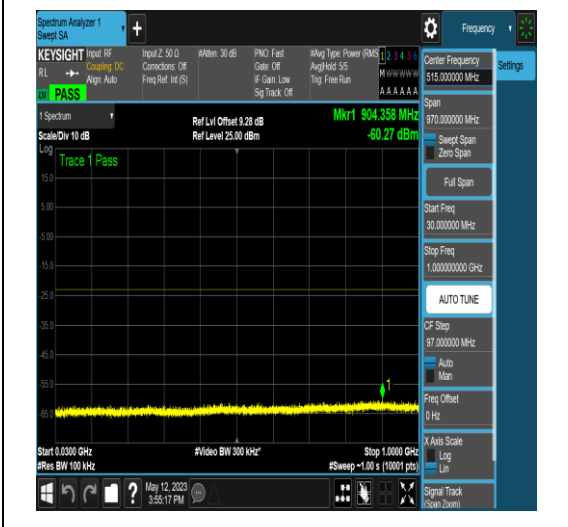 Spectrum Analyzer 1
Swept SA
+
Frequency
KEYSIGHT
RL
Input: RF
Coupling: DC
Align: Auto
Input Z: 50 Ω
Corrections: Off
Freq Ref: Int (S)
#Atten: 30 dB
PNO: Fast
Gate: Off
IF Gain: Low
Sig Track: Off
#Avg Type: Power (RMS
Avg|Hold: 5/5
Trig: Free Run
1 2 3 4 5 6
M W W W W W
A A A A A A
PASS
1 Spectrum
Scale/Div 10 dB
Ref Lvl Offset 9.28 dB
Ref Level 25.00 dBm
Mkr1 904.358 MHz
-60.27 dBm
Log
Trace 1 Pass
15.0
5.00
-5.00
-15.0
-25.0
-35.0
-45.0
-55.0
-65.0
1
Start 0.0300 GHz
#Res BW 100 kHz
#Video BW 300 kHz*
Stop 1.0000 GHz
#Sweep ~1.00 s (10001 pts)
Center Frequency
515.000000 MHz
Settings
Span
970.000000 MHz
Swept Span
Zero Span
Full Span
Start Freq
30.000000 MHz
Stop Freq
1.000000000 GHz
AUTO TUNE
CF Step
97.000000 MHz
Auto
Man
Freq Offset
0 Hz
X Axis Scale
Log
Lin
Signal Track
(Span Zoom)
?
May 12, 2023
3:55:17 PM